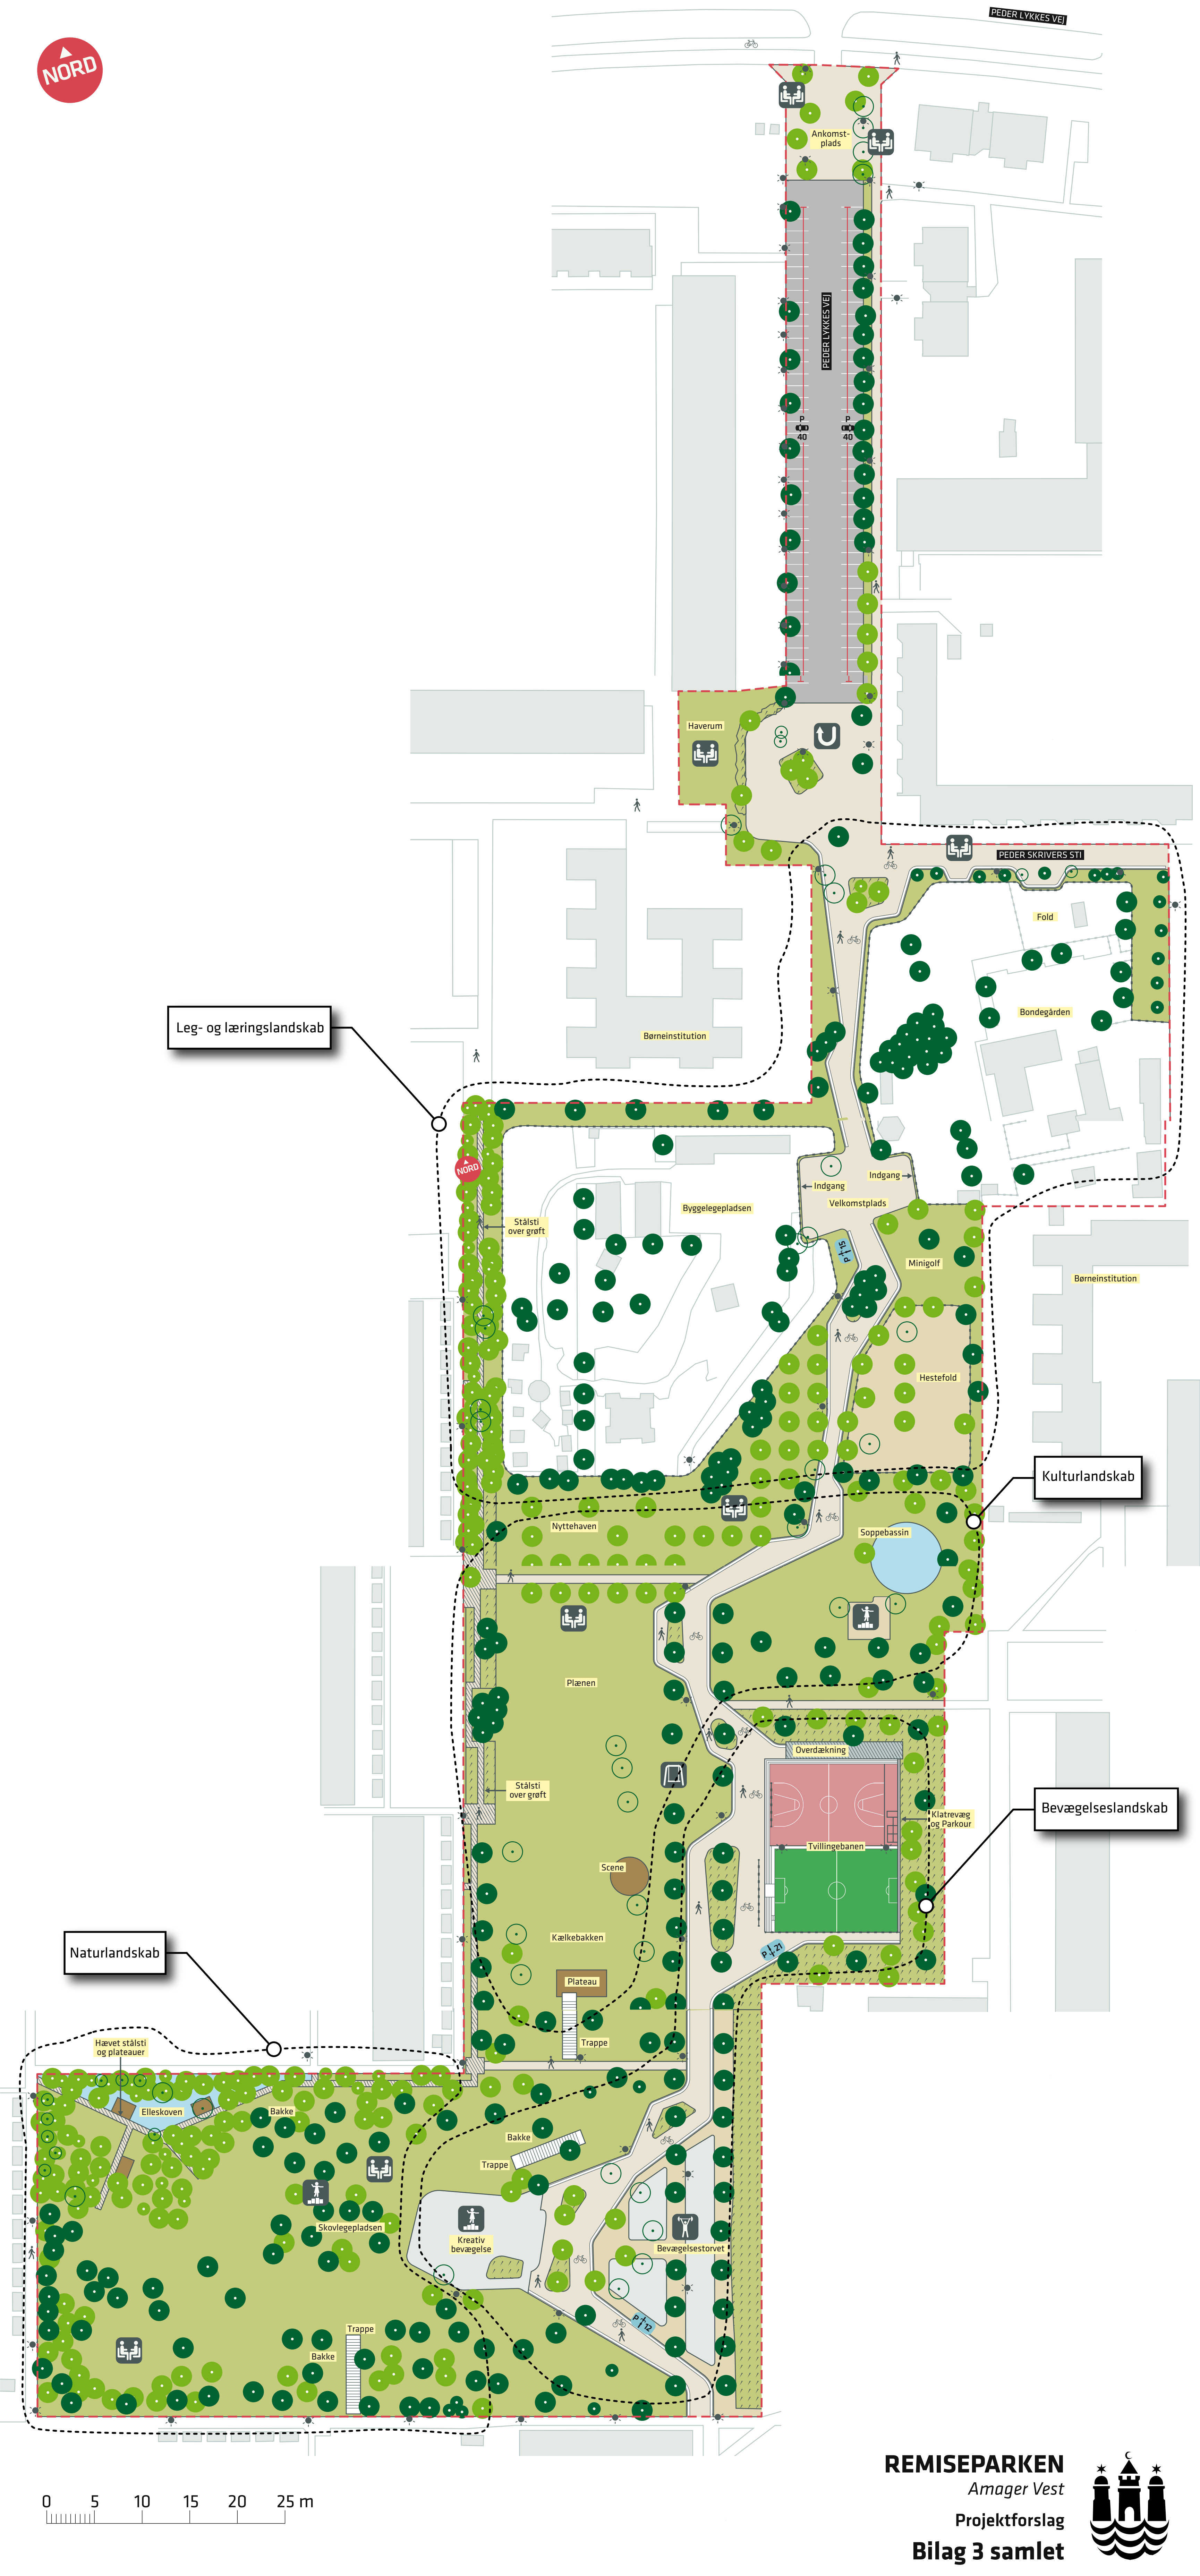 PEDER LYKKES VEJ
NORD
Ankomst-
plads
PEDER LYKKES VEJ
P
40
P
40
Haverum
PEDER SKRIVERS STI
Fold
Bondegården
Børneinstitution
Leg- og læringslandskab
NORD
Indgang
Indgang
Velkomstplads
Byggelegepladsen
Stålsti
over grøft
P 15
Minigolf
Børneinstitution
Hestefold
Kulturlandskab
Nyttehaven
Soppebassin
Plænen
Overdækning
Stålsti
over grøft
Bevægelseslandskab
Klatrevæg
og Parkour
Tvillingebanen
Scene
Kælkebakken
Naturlandskab
P 21
Plateau
Hævet stålsti
og plateauer
Trappe
Elleskoven
Bakke
Bakke
Trappe
Skovlegepladsen
Kreativ
bevægelse
Bevægelsestorvet
P 12
Trappe
Bakke
REMISEPARKEN
Amager Vest
0 5 10 15 20 25 m
Projektforslag
Bilag 3 samlet